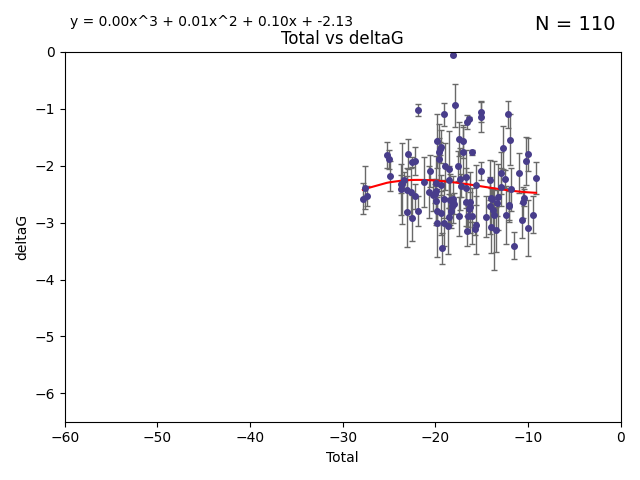 y = 0.00x^3 + 0.01x^2 + 0.10x + -2.13
N = 110
Total vs deltaG
0
−1
−2
−3
−4
−5
−6
deltaG
−60
−50
−40
−30
−20
−10
0
Total